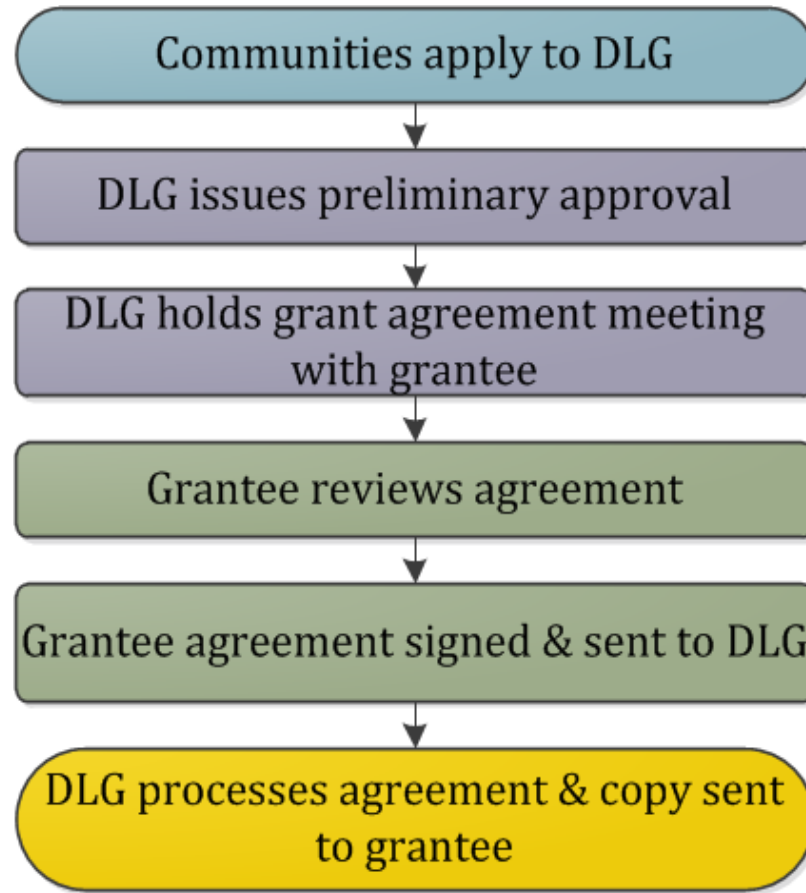 Communities apply to DLG
DLG issues preliminary approval
DLG holds grant agreement meeting
with grantee
Grantee reviews agreement
Grantee agreement signed & sent to DLG
DLG processes agreement & copy sent
to grantee